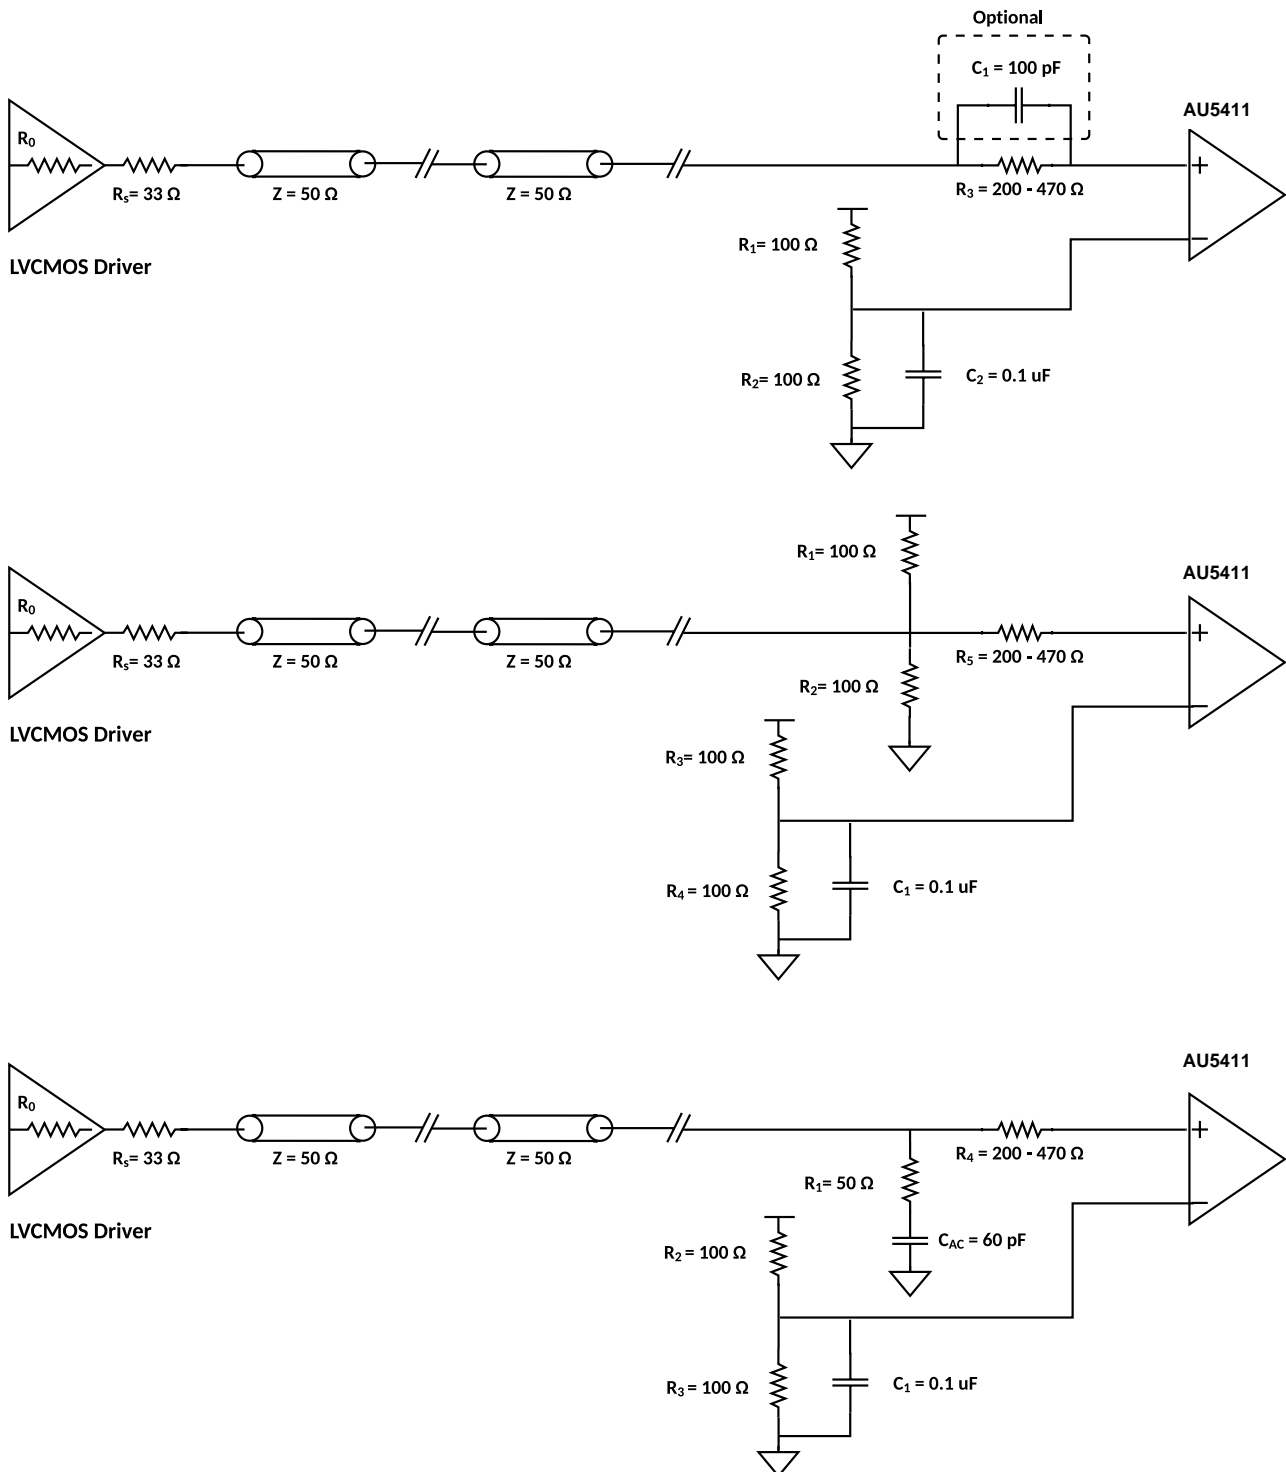 Optional
C₁ = 100 pF
AU5411
R₀
+
Rₛ= 33 Ω
Z = 50 Ω
Z = 50 Ω
R₃ = 200 - 470 Ω
−
R₁= 100 Ω
LVCMOS Driver
R₂= 100 Ω
C₂ = 0.1 uF
R₁= 100 Ω
AU5411
R₀
+
Rₛ= 33 Ω
Z = 50 Ω
Z = 50 Ω
R₅ = 200 - 470 Ω
R₂= 100 Ω
−
LVCMOS Driver
R₃= 100 Ω
R₄ = 100 Ω
C₁ = 0.1 uF
AU5411
R₀
+
Rₛ= 33 Ω
Z = 50 Ω
Z = 50 Ω
R₄ = 200 - 470 Ω
R₁= 50 Ω
−
LVCMOS Driver
C_AC = 60 pF
R₂ = 100 Ω
R₃ = 100 Ω
C₁ = 0.1 uF